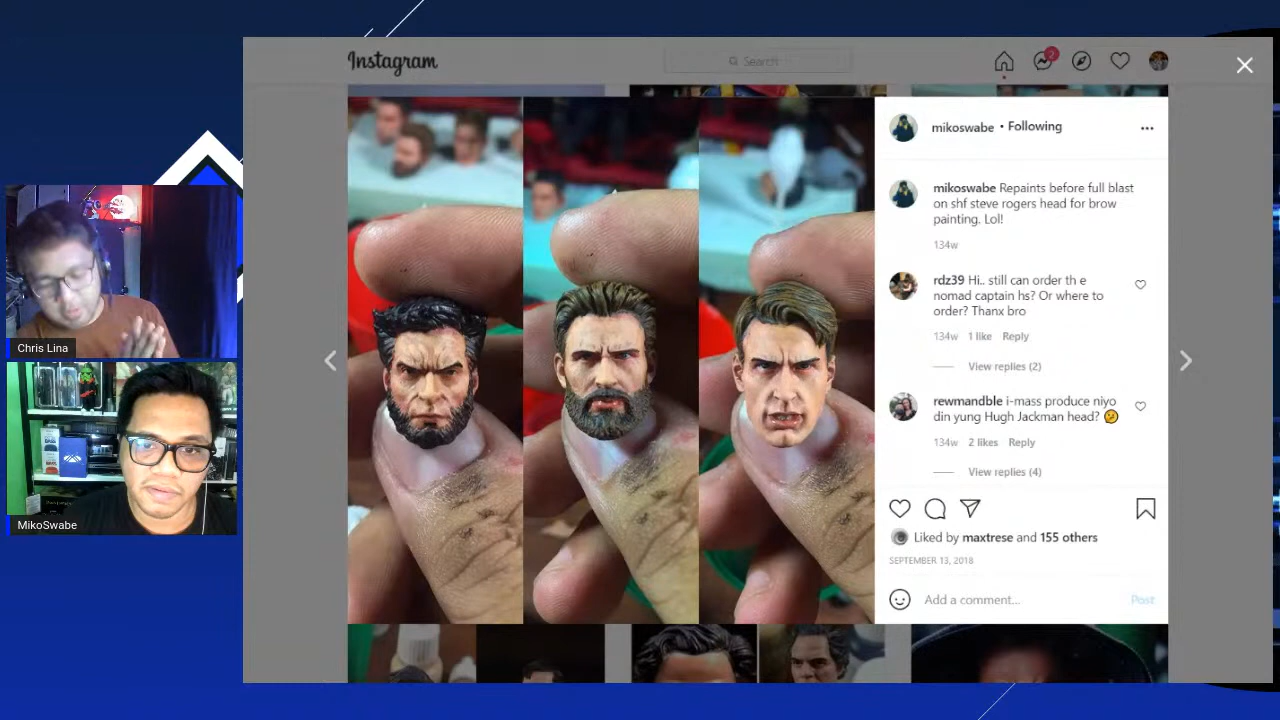 Instagram
Search
2
mikoswabe • Following
mikoswabe Repaints before full blast
on shf steve rogers head for brow
painting. Lol!
134w
rdz39 Hi.. still can order th e
nomad captain hs? Or where to
order? Thanx bro
134w 1 like Reply
View replies (2)
rewmandble i-mass produce niyo
din yung Hugh Jackman head? 🤔
134w 2 likes Reply
View replies (4)
Liked by maxtrese and 155 others
SEPTEMBER 13, 2018
Add a comment...
Post
Chris Lina
MikoSwabe